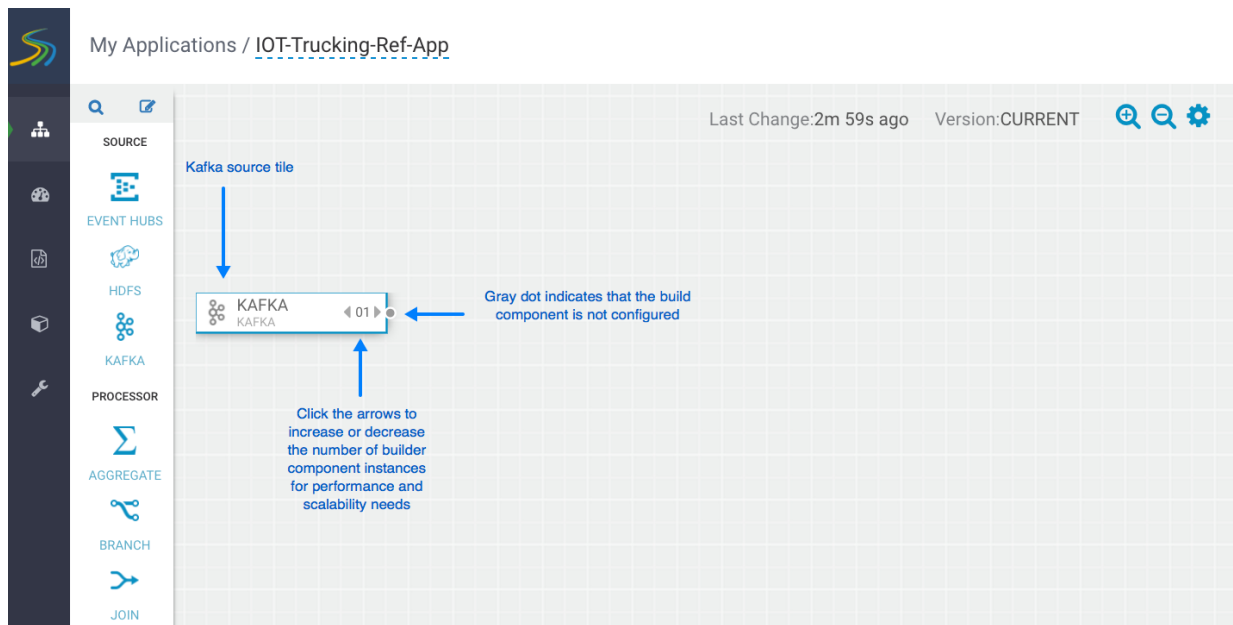 My Applications / IOT-Trucking-Ref-App
Last Change:2m 59s ago Version:CURRENT
SOURCE
EVENT HUBS
HDFS
KAFKA
PROCESSOR
AGGREGATE
BRANCH
JOIN
Kafka source tile
KAFKA
KAFKA
01
Gray dot indicates that the build
component is not configured
Click the arrows to
increase or decrease
the number of builder
component instances
for performance and
scalability needs